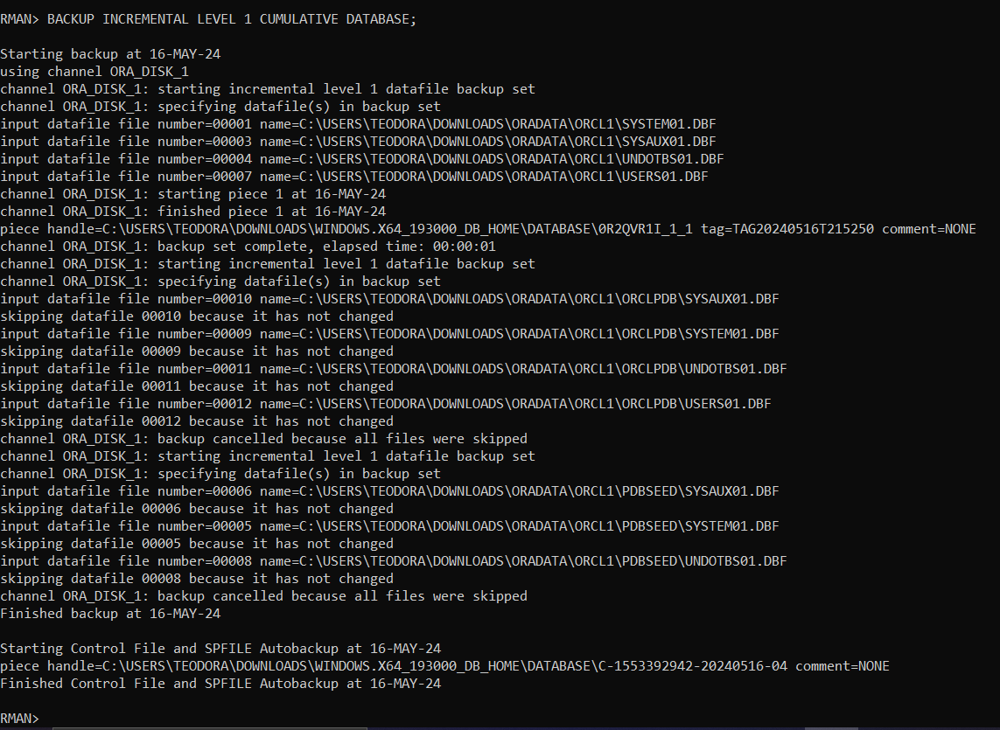 RMAN> BACKUP INCREMENTAL LEVEL 1 CUMULATIVE DATABASE;
Starting backup at 16-MAY-24
using channel ORA_DISK_1
channel ORA_DISK_1: starting incremental level 1 datafile backup set
channel ORA_DISK_1: specifying datafile(s) in backup set
input datafile file number=00001 name=C:\USERS\TEODORA\DOWNLOADS\ORADATA\ORCL1\SYSTEM01.DBF
input datafile file number=00003 name=C:\USERS\TEODORA\DOWNLOADS\ORADATA\ORCL1\SYSAUX01.DBF
input datafile file number=00004 name=C:\USERS\TEODORA\DOWNLOADS\ORADATA\ORCL1\UNDOTBS01.DBF
input datafile file number=00007 name=C:\USERS\TEODORA\DOWNLOADS\ORADATA\ORCL1\USERS01.DBF
channel ORA_DISK_1: starting piece 1 at 16-MAY-24
channel ORA_DISK_1: finished piece 1 at 16-MAY-24
piece handle=C:\USERS\TEODORA\DOWNLOADS\WINDOWS.X64_193000_DB_HOME\DATABASE\0R2QVR1I_1_1 tag=TAG20240516T215250 comment=NONE
channel ORA_DISK_1: backup set complete, elapsed time: 00:00:01
channel ORA_DISK_1: starting incremental level 1 datafile backup set
channel ORA_DISK_1: specifying datafile(s) in backup set
input datafile file number=00010 name=C:\USERS\TEODORA\DOWNLOADS\ORADATA\ORCL1\ORCLPDB\SYSAUX01.DBF
skipping datafile 00010 because it has not changed
input datafile file number=00009 name=C:\USERS\TEODORA\DOWNLOADS\ORADATA\ORCL1\ORCLPDB\SYSTEM01.DBF
skipping datafile 00009 because it has not changed
input datafile file number=00011 name=C:\USERS\TEODORA\DOWNLOADS\ORADATA\ORCL1\ORCLPDB\UNDOTBS01.DBF
skipping datafile 00011 because it has not changed
input datafile file number=00012 name=C:\USERS\TEODORA\DOWNLOADS\ORADATA\ORCL1\ORCLPDB\USERS01.DBF
skipping datafile 00012 because it has not changed
channel ORA_DISK_1: backup cancelled because all files were skipped
channel ORA_DISK_1: starting incremental level 1 datafile backup set
channel ORA_DISK_1: specifying datafile(s) in backup set
input datafile file number=00006 name=C:\USERS\TEODORA\DOWNLOADS\ORADATA\ORCL1\PDBSEED\SYSAUX01.DBF
skipping datafile 00006 because it has not changed
input datafile file number=00005 name=C:\USERS\TEODORA\DOWNLOADS\ORADATA\ORCL1\PDBSEED\SYSTEM01.DBF
skipping datafile 00005 because it has not changed
input datafile file number=00008 name=C:\USERS\TEODORA\DOWNLOADS\ORADATA\ORCL1\PDBSEED\UNDOTBS01.DBF
skipping datafile 00008 because it has not changed
channel ORA_DISK_1: backup cancelled because all files were skipped
Finished backup at 16-MAY-24
Starting Control File and SPFILE Autobackup at 16-MAY-24
piece handle=C:\USERS\TEODORA\DOWNLOADS\WINDOWS.X64_193000_DB_HOME\DATABASE\C-1553392942-20240516-04 comment=NONE
Finished Control File and SPFILE Autobackup at 16-MAY-24
RMAN>